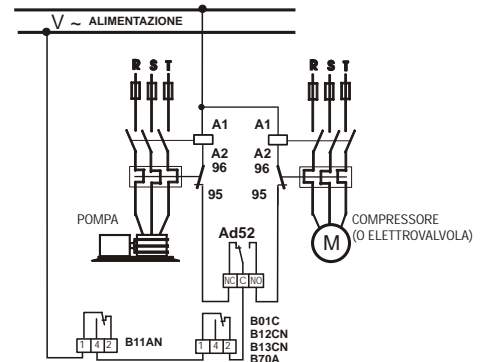 V ~ ALIMENTAZIONE
R S T
R S T
A1
A1
A2
A2
96
96
95
95
POMPA
COMPRESSORE
(O ELETTROVALVOLA)
M
Ad52
NC C NO
1 4 2
B11AN
1 4 2
B01C
B12CN
B13CN
B70A